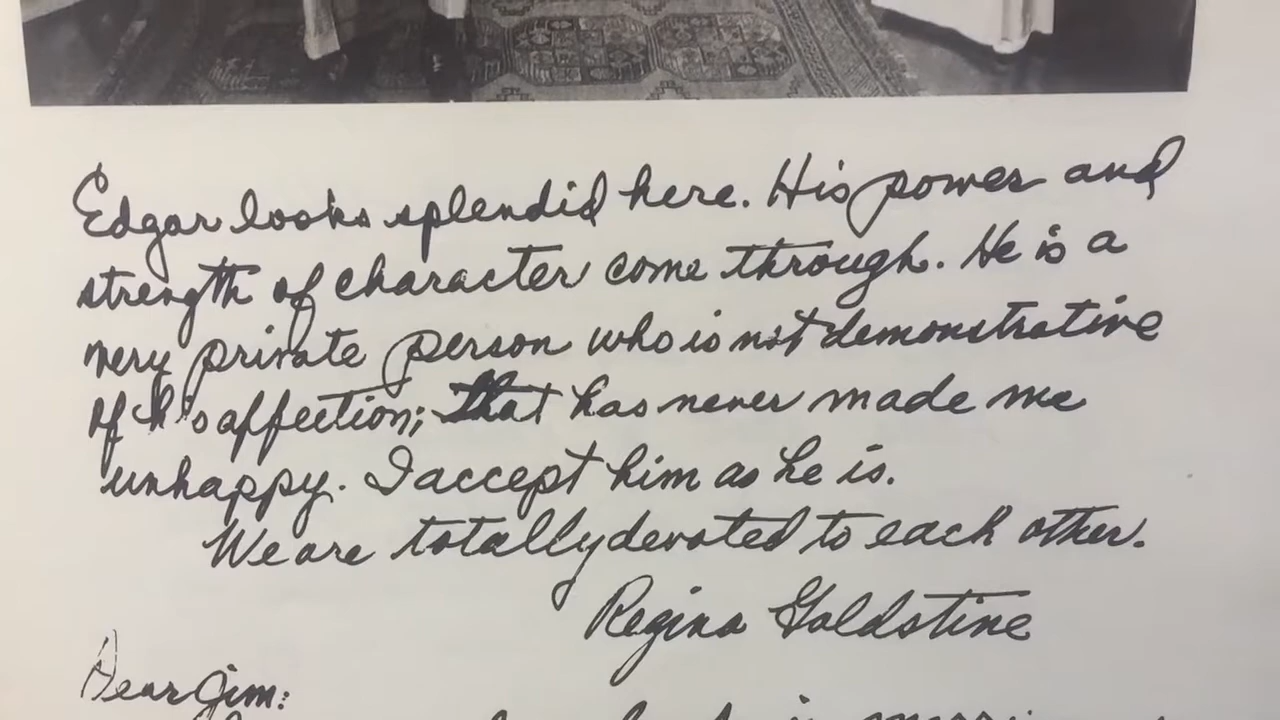 Edgar looks splendid here. His power and
strength of character come through. He is a
very private person who is not demonstrative
of his affection; that has never made me
unhappy. I accept him as he is.
We are totally devoted to each other.
Regina Goldstine
Dear Jim: